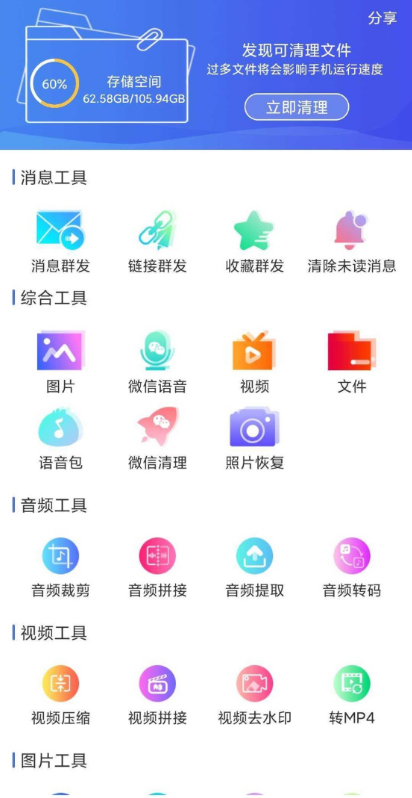 分享
发现可清理文件
过多文件将会影响手机运行速度
立即清理
60%
存储空间
62.58GB/105.94GB
消息工具
消息群发 链接群发 收藏群发 清除未读消息
综合工具
图片 微信语音 视频 文件
语音包 微信清理 照片恢复
音频工具
音频裁剪 音频拼接 音频提取 音频转码
视频工具
视频压缩 视频拼接 视频去水印 转MP4
图片工具